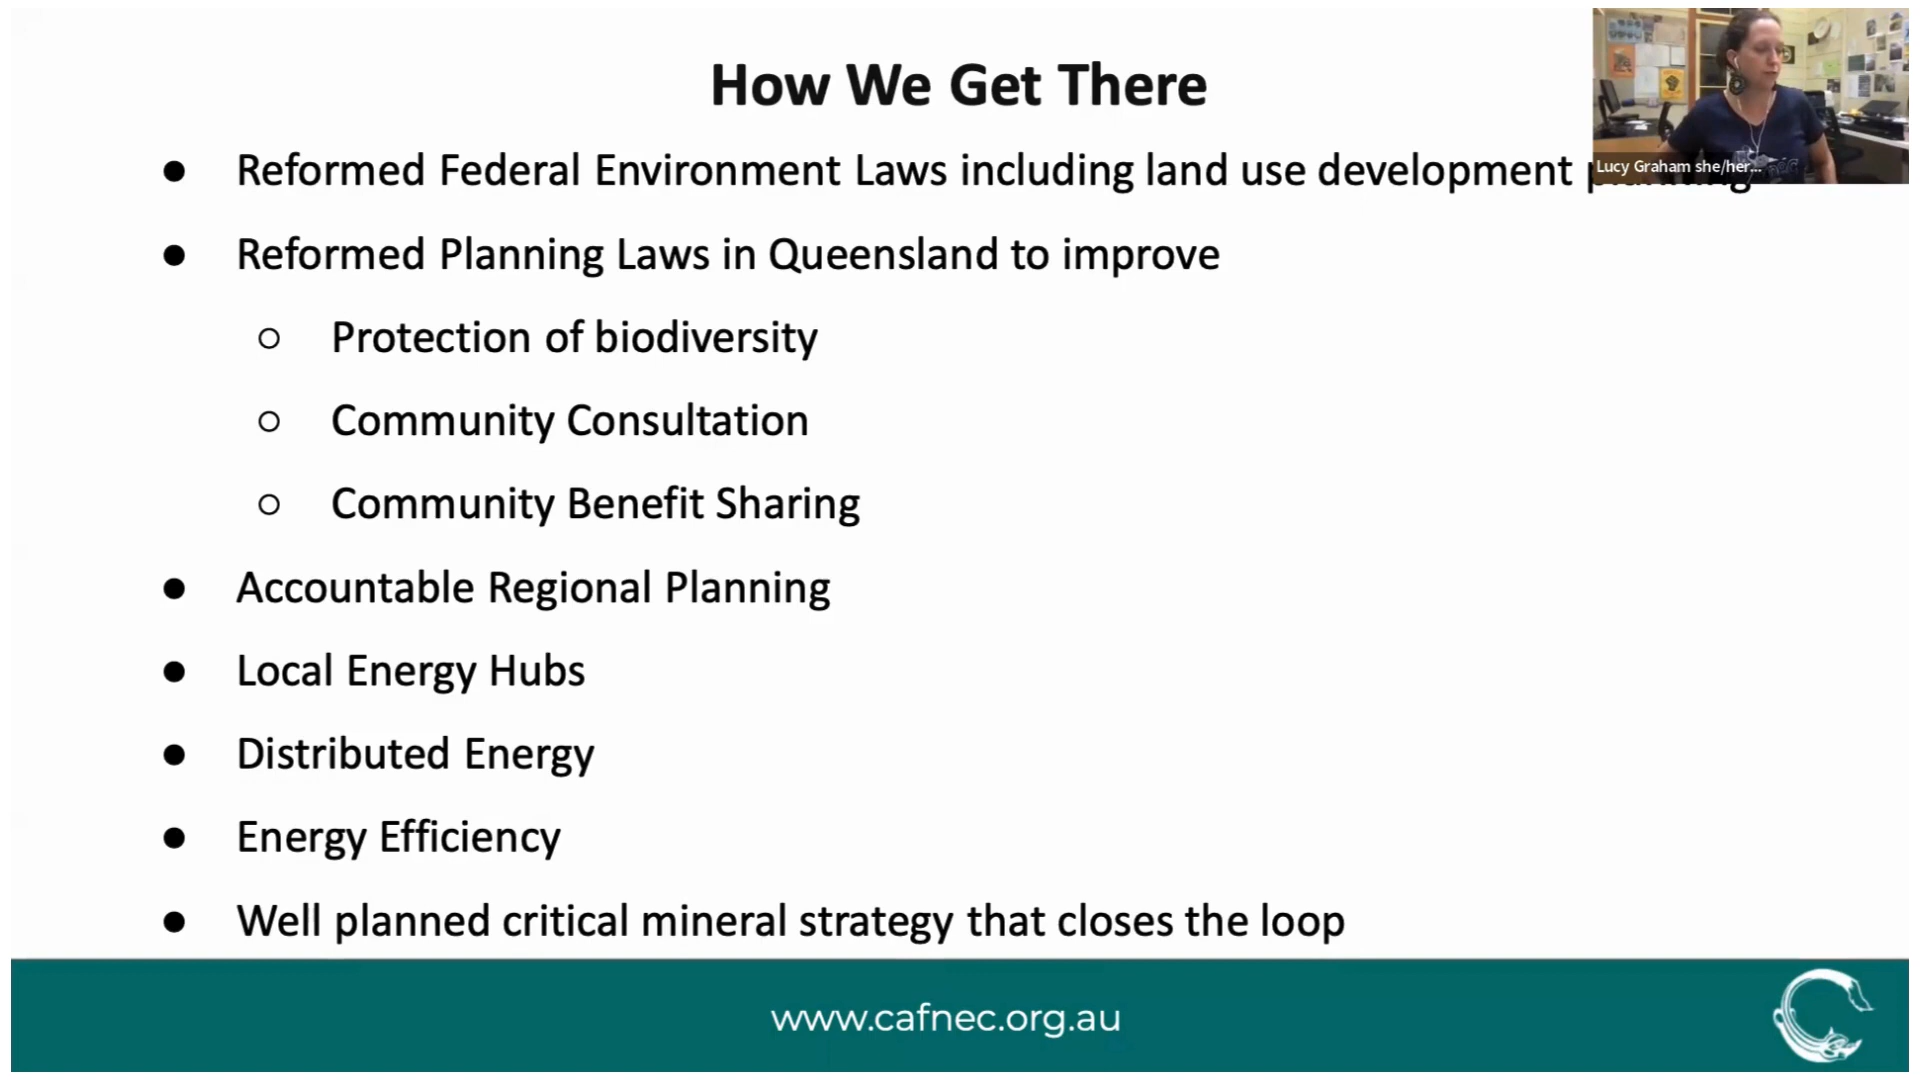 How We Get There
● Reformed Federal Environment Laws including land use development
Lucy Graham she/her...
● Reformed Planning Laws in Queensland to improve
○ Protection of biodiversity
○ Community Consultation
○ Community Benefit Sharing
● Accountable Regional Planning
● Local Energy Hubs
● Distributed Energy
● Energy Efficiency
● Well planned critical mineral strategy that closes the loop
www.cafnec.org.au